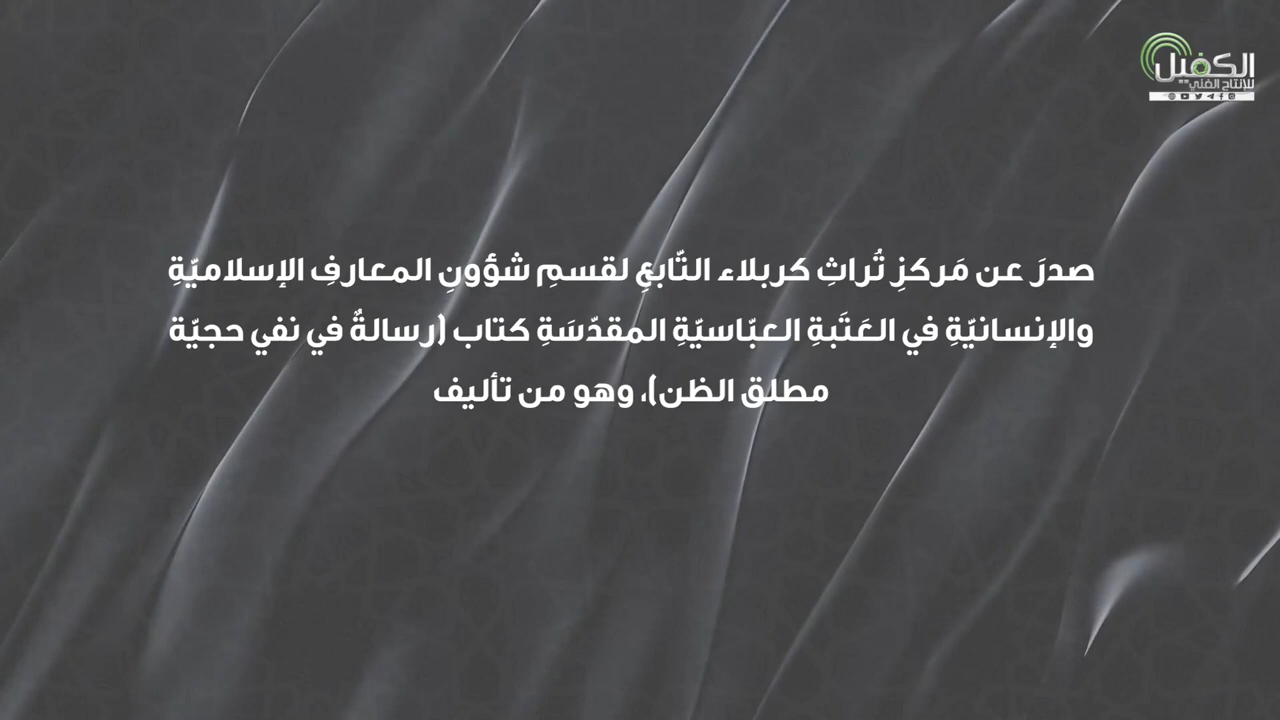 الكفيل
للإنتاج الفني
صدرَ عن مَركزِ تُراثِ كربلاء التّابعِ لقسمِ شؤونِ المعارفِ الإسلاميّةِ
والإنسانيّةِ في العَتَبةِ العبّاسيّةِ المقدّسَةِ كتاب (رسالةٌ في نفي حجيّة
مطلق الظن)، وهو من تأليف